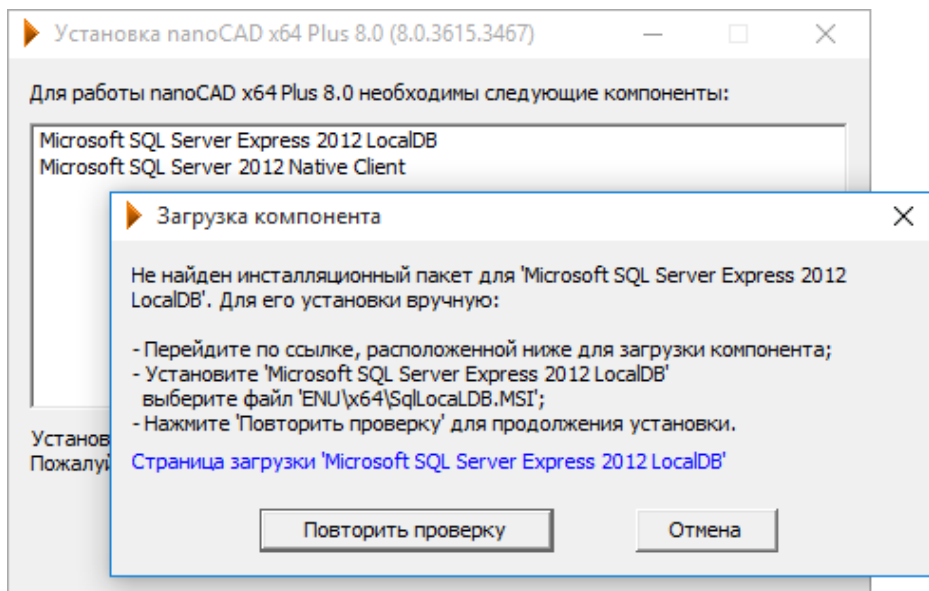 Установка nanoCAD x64 Plus 8.0 (8.0.3615.3467)
Для работы nanoCAD x64 Plus 8.0 необходимы следующие компоненты:
Microsoft SQL Server Express 2012 LocalDB
Microsoft SQL Server 2012 Native Client
Загрузка компонента
Не найден инсталляционный пакет для 'Microsoft SQL Server Express 2012
LocalDB'. Для его установки вручную:
- Перейдите по ссылке, расположенной ниже для загрузки компонента;
- Установите 'Microsoft SQL Server Express 2012 LocalDB'
выберите файл 'ENU\x64\SqlLocaLDB.MSI';
- Нажмите 'Повторить проверку' для продолжения установки.
Страница загрузки 'Microsoft SQL Server Express 2012 LocalDB'
Повторить проверку
Отмена